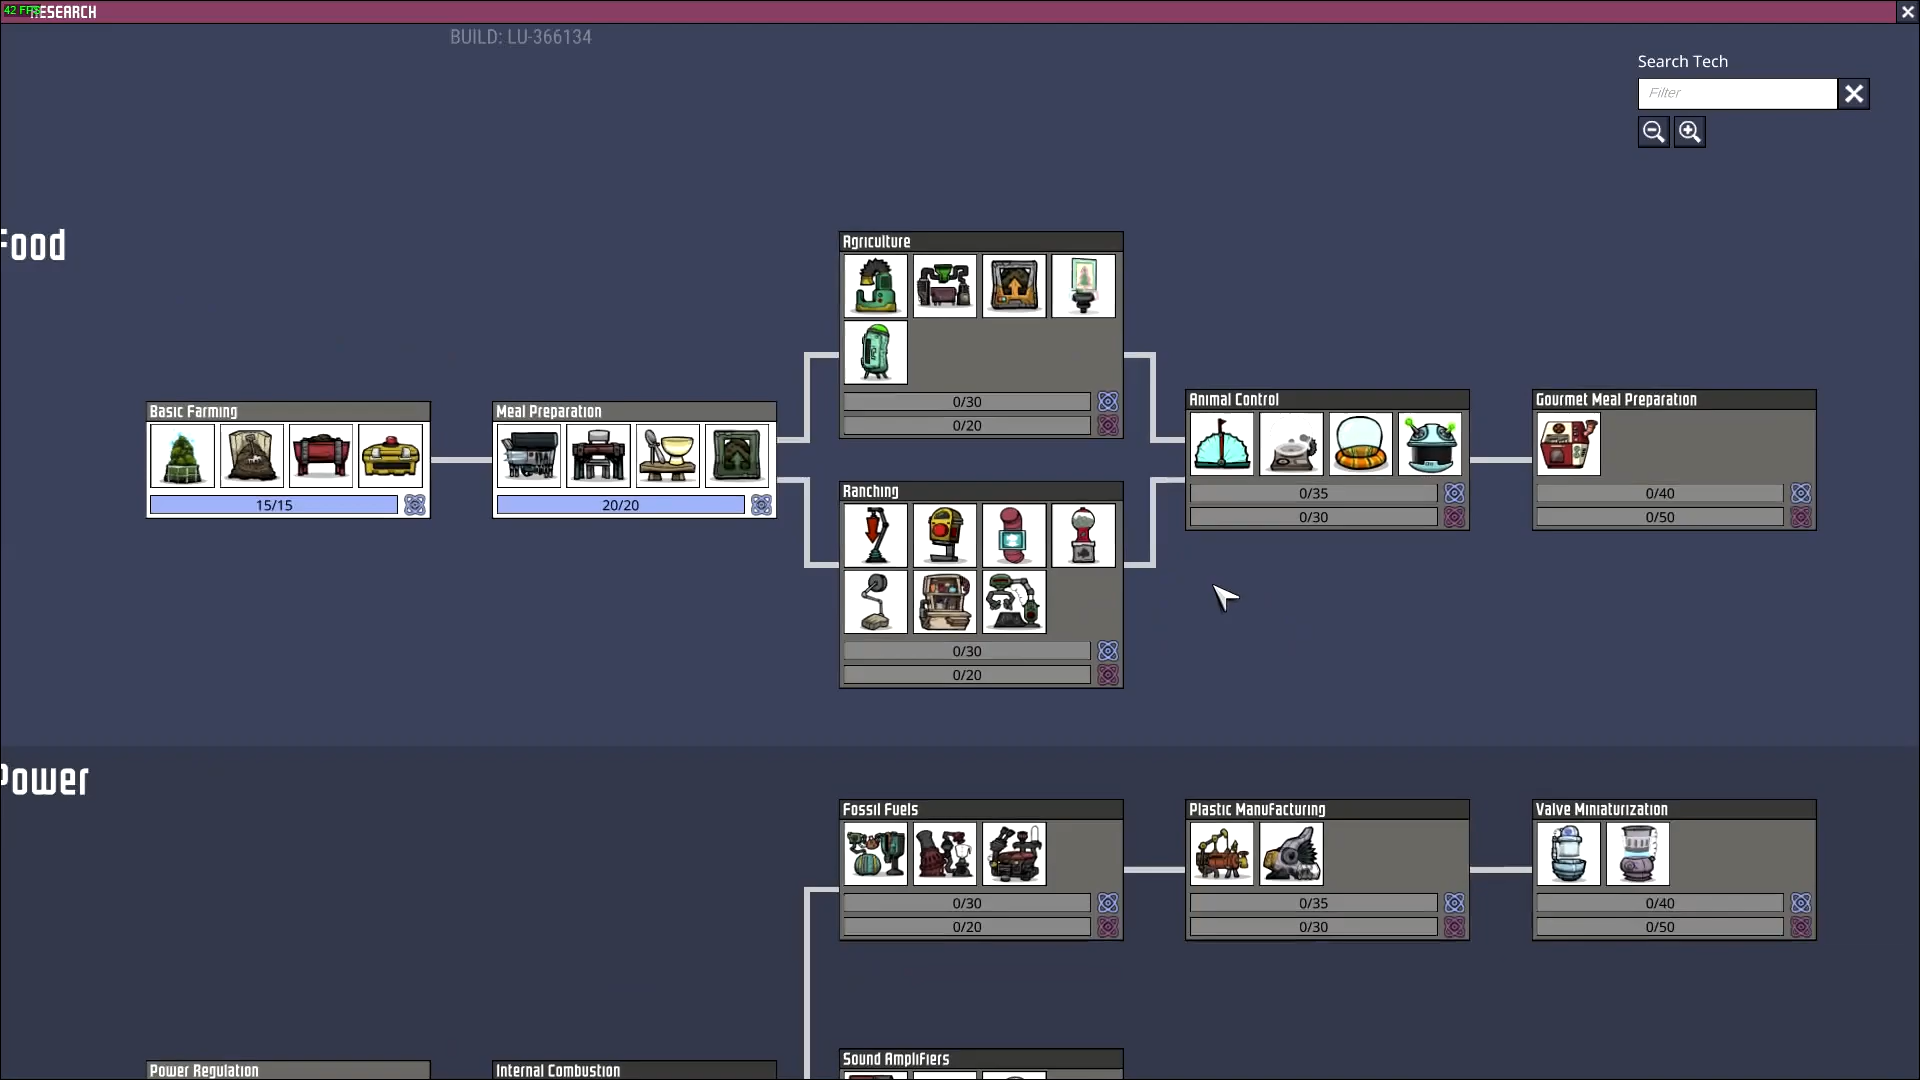 42 FPS
RESEARCH
BUILD: LU-366134
Search Tech
Filter
Food
Agriculture
0/30
0/20
Basic Farming
15/15
Meal Preparation
20/20
Animal Control
0/35
0/30
Gourmet Meal Preparation
0/40
0/50
Ranching
0/30
0/20
Power
Fossil Fuels
0/30
0/20
Plastic Manufacturing
0/35
0/30
Valve Miniaturization
0/40
0/50
Sound Amplifiers
Power Regulation
Internal Combustion